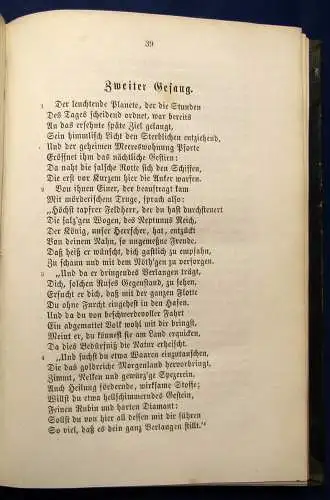 39
Zweiter Gesang.
1 Der leuchtende Planete, der die Stunden
Des Tages scheidend ordnet, war bereits
An das ersehnte späte Ziel gelangt,
Sein himmlisch Licht den Sterblichen entziehend,
Und der geheimen Meereswohnung Pforte
Eröffnet ihm das nächtliche Gestirn:
Da naht die falsche Rotte sich den Schiffen,
Die erst vor Kurzem hier die Anker warfen.
2 Von ihnen Einer, der beauftragt kam
Mit mörderischem Truge, sprach also:
„Höchst tapfrer Feldherr, der du hast durchsteuert
Die salz'gen Wogen, des Neptunus Reich,
Der König, unser Herrscher, hat, entzückt
Von deinem Nahn, so ungemeßne Freude,
Daß heiß er wünscht, dich gastlich zu empfahn,
Zu schaun und mit dem Nöth'gen zu versorgen.
3 „Und da er dringendes Verlangen trägt,
Dich, solchen Rufes Gegenstand, zu sehen,
Ersucht er dich, daß mit der ganzen Flotte
Du ohne Furcht eingehest in den Hafen.
Und da du von beschwerdevoller Fahrt
Ein abgemattet Volk wohl mit dir bringst,
Meint er, du könnest sie am Land erquicken,
Da dies Bedürfniß die Natur erheischt.
4 „Und suchst du etwa Waaren einzutauschen,
Die das goldreiche Morgenland hervorbringt,
Zimmt, Nelken und gewürz'ge Spezerein,
Auch Heilung fördernde, wirksame Stoffe;
Willst du etwa hellschimmerndes Gestein,
Feinen Rubin und harten Diamant:
Sollst du von hier all dessen mit dir führen
So viel, daß es dein ganz Verlangen stillt.“